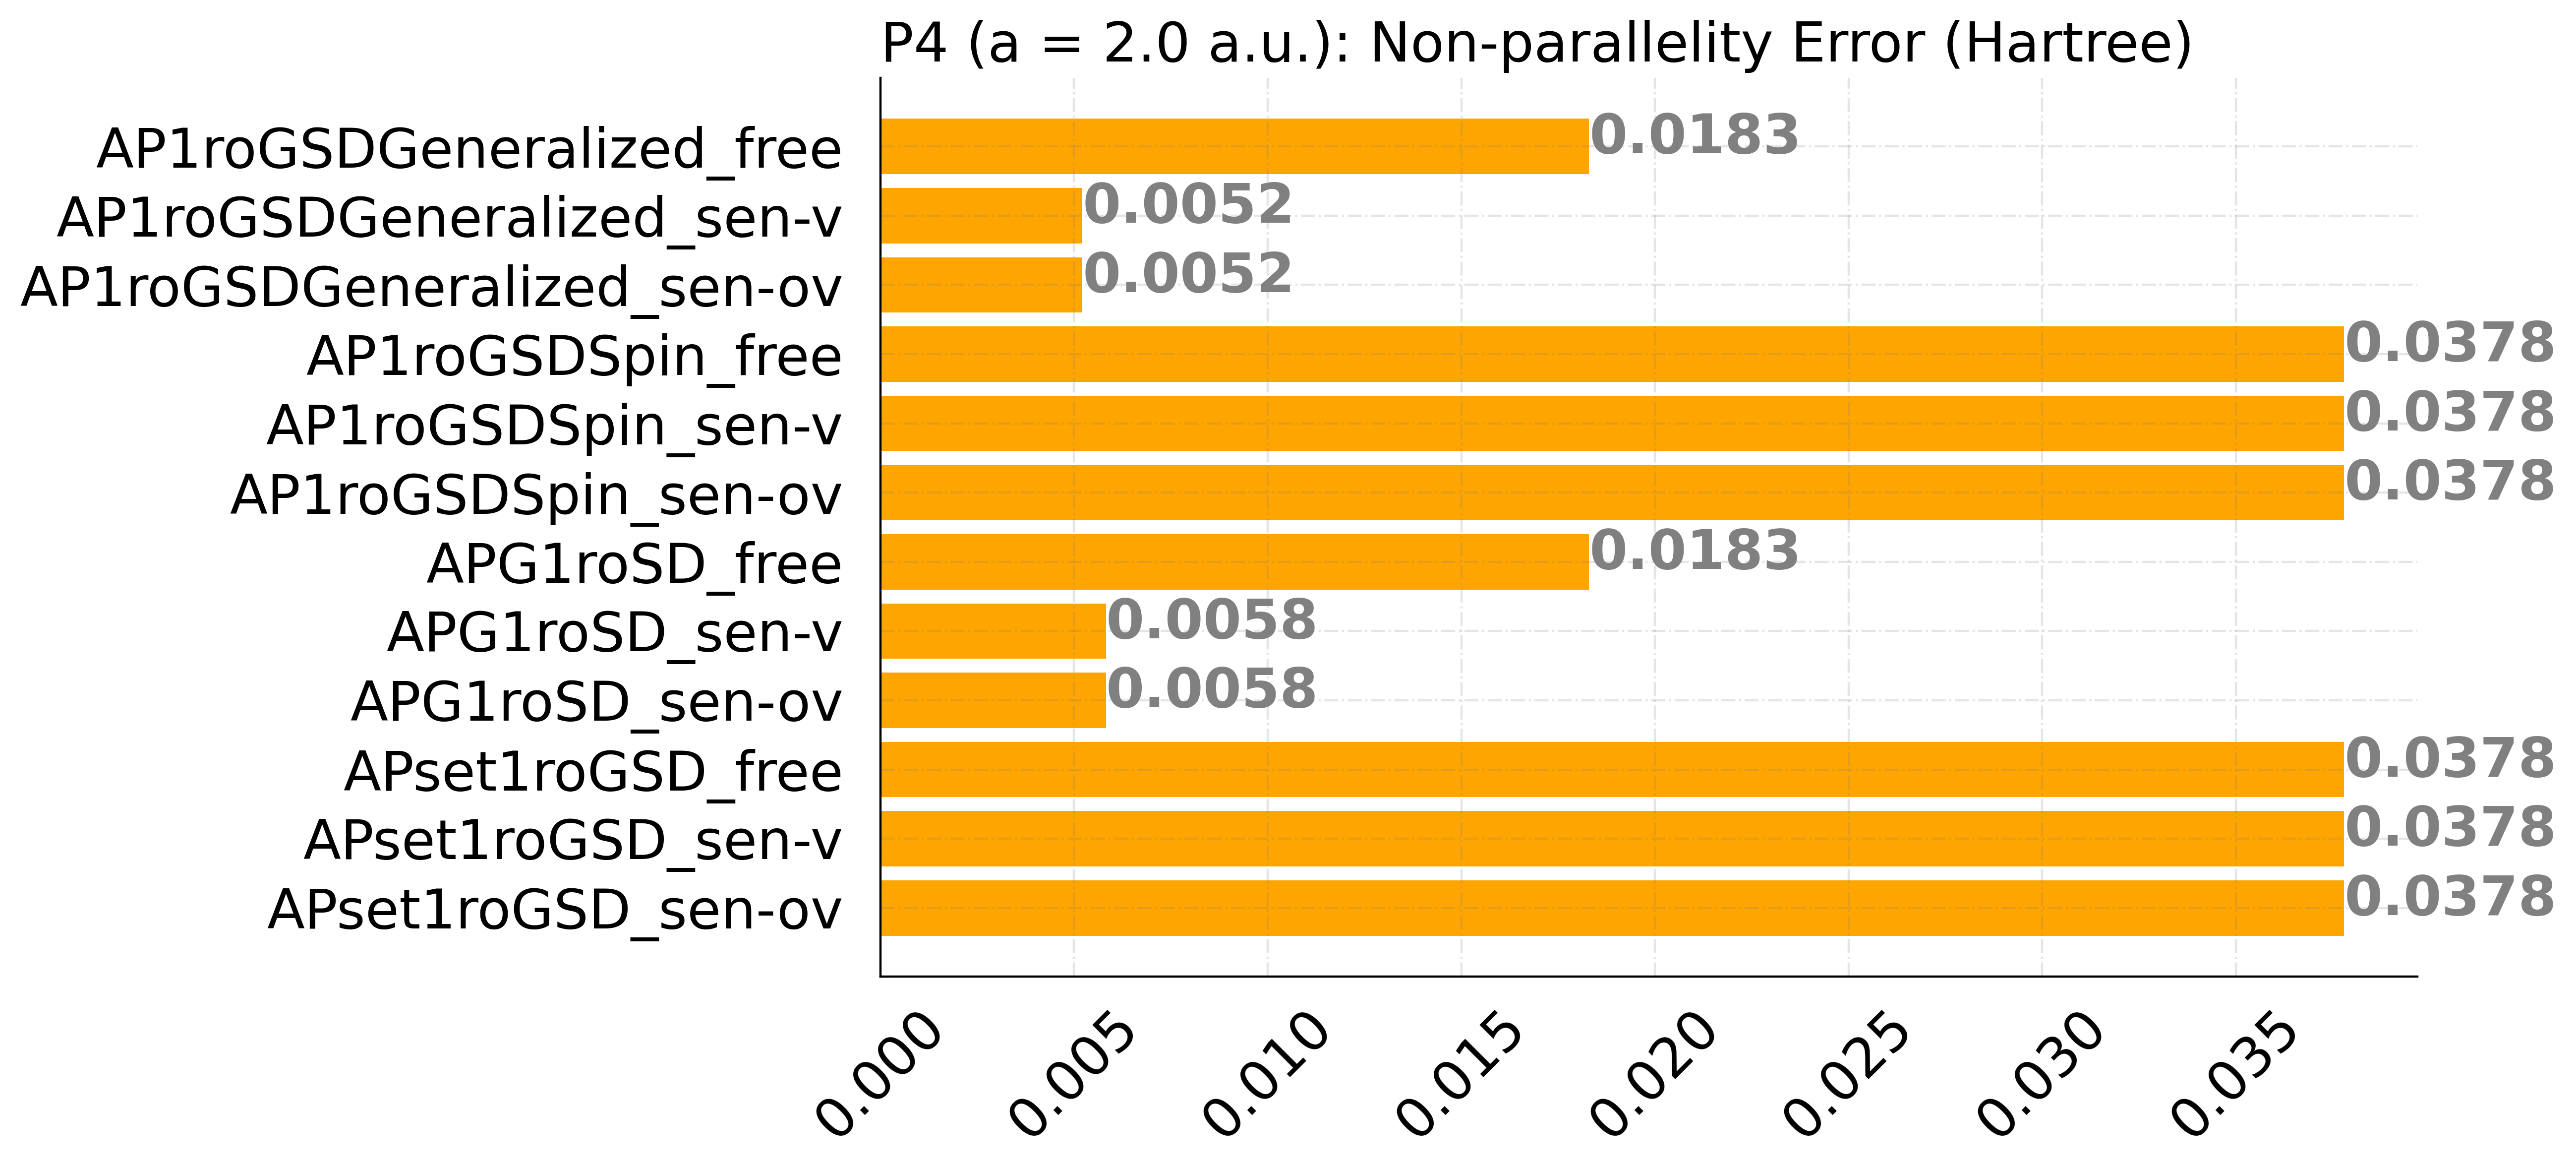 P4 (a = 2.0 a.u.): Non-parallelity Error (Hartree)
AP1roGSDGeneralized_free 0.0183
AP1roGSDGeneralized_sen-v 0.0052
AP1roGSDGeneralized_sen-ov 0.0052
AP1roGSDSpin_free 0.0378
AP1roGSDSpin_sen-v 0.0378
AP1roGSDSpin_sen-ov 0.0378
APG1roSD_free 0.0183
APG1roSD_sen-v 0.0058
APG1roSD_sen-ov 0.0058
APset1roGSD_free 0.0378
APset1roGSD_sen-v 0.0378
APset1roGSD_sen-ov 0.0378
0.000 0.005 0.010 0.015 0.020 0.025 0.030 0.035